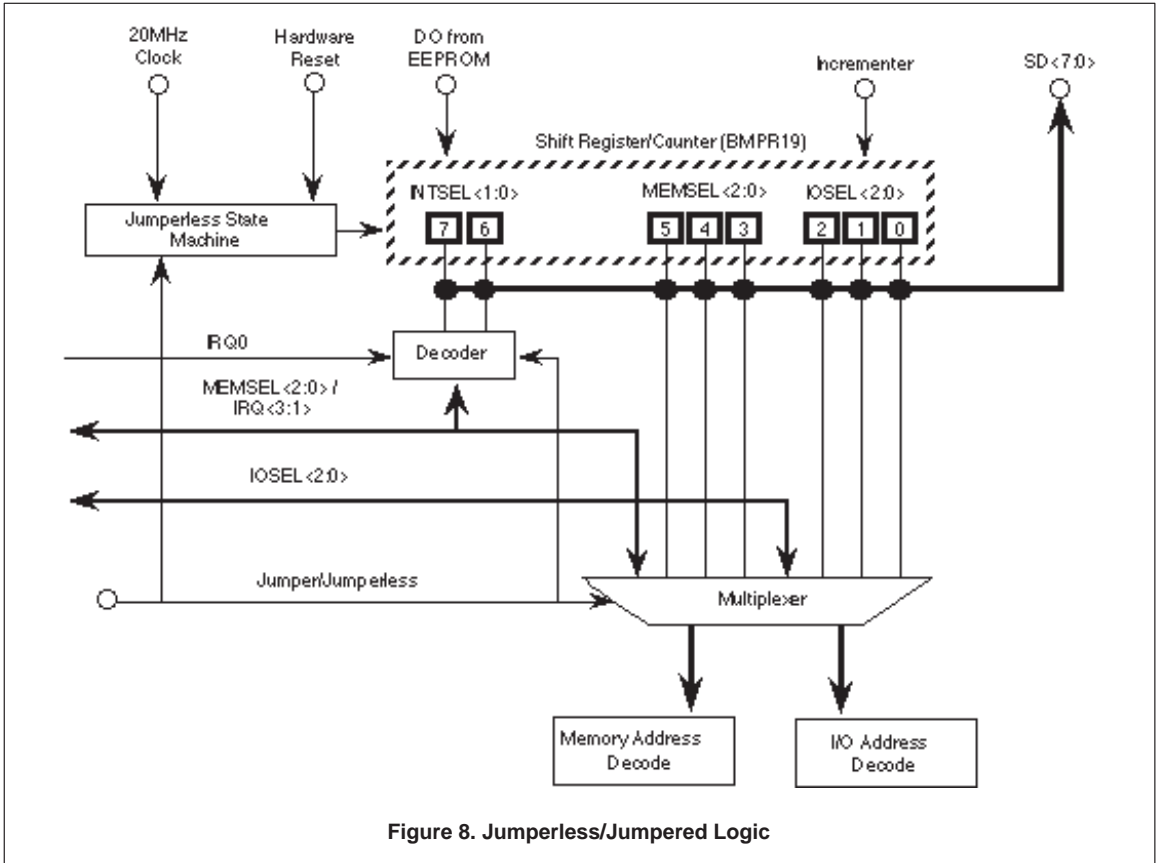 20MHz
Clock
Hardware
Reset
DO from
EEPROM
Incrementer
SD<7:0>
Shift Register/Counter (BMPR19)
INTSEL<1:0>
MEMSEL<2:0>
IOSEL<2:0>
7 6 5 4 3 2 1 0
Jumperless State
Machine
IRQ0
Decoder
MEMSEL<2:0> /
IRQ<3:1>
IOSEL<2:0>
Jumper/Jumperless
Multiplexer
Memory Address
Decode
I/O Address
Decode
Figure 8. Jumperless/Jumpered Logic